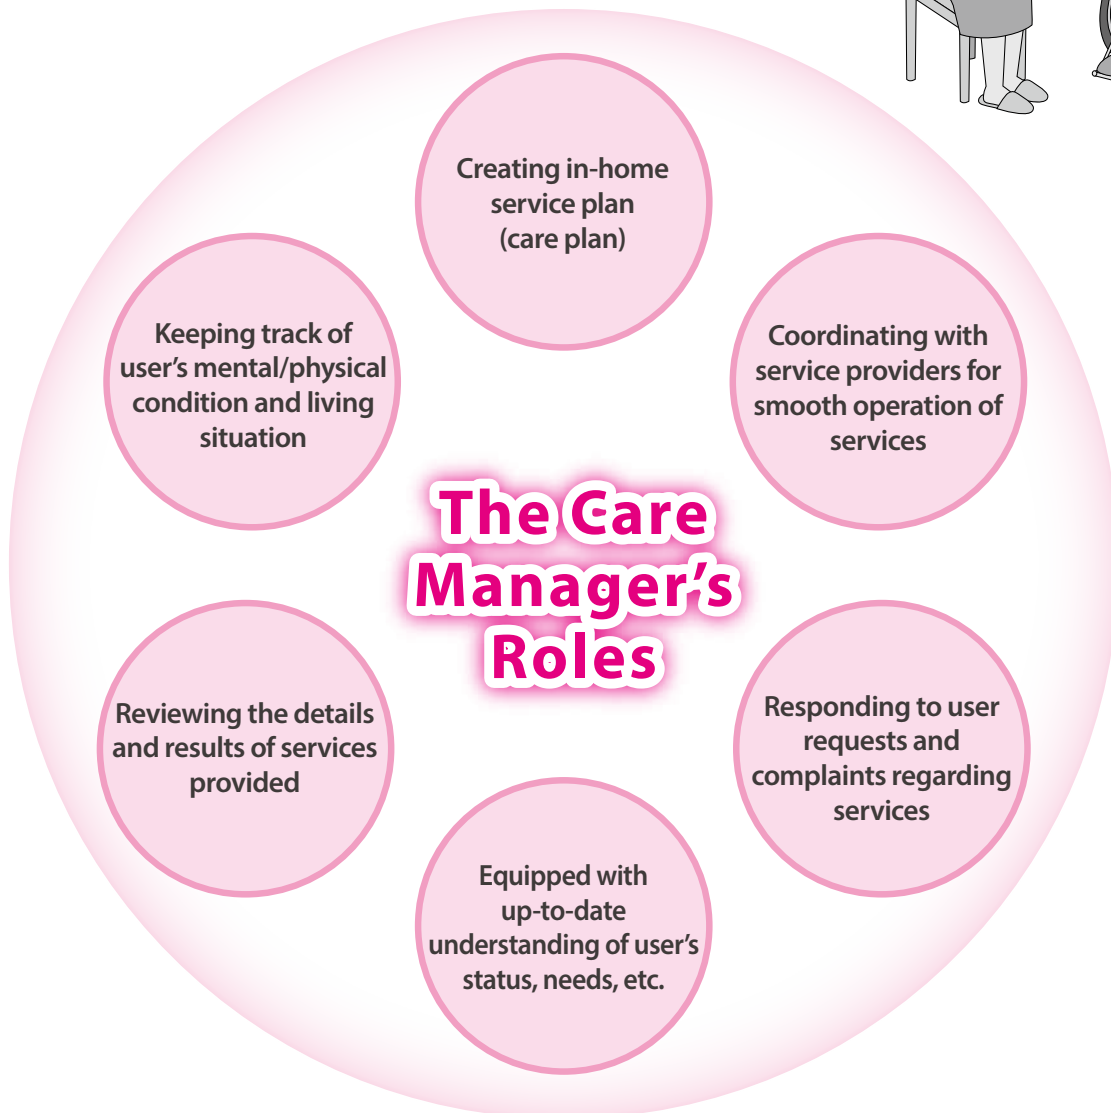 Creating in-home
service plan
(care plan)
Keeping track of
user’s mental/physical
condition and living
situation
Coordinating with
service providers for
smooth operation of
services
The Care
Manager’s
Roles
Reviewing the details
and results of services
provided
Responding to user
requests and
complaints regarding
services
Equipped with
up-to-date
understanding of user’s
status, needs, etc.